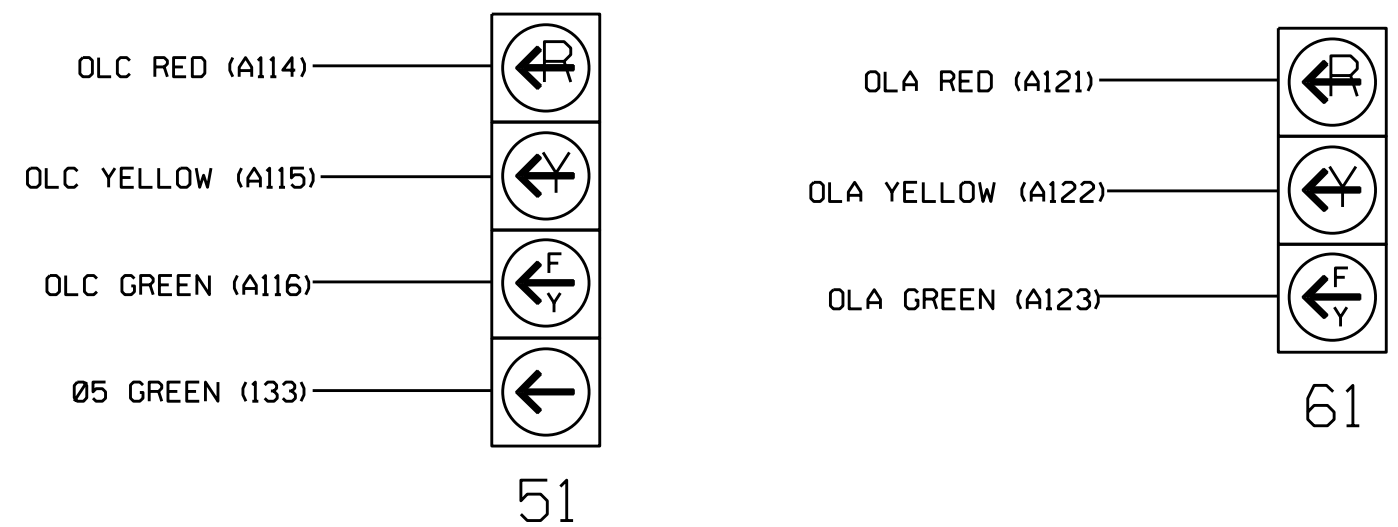 OLC RED (A114)
R
OLC YELLOW (A115)
Y
OLC GREEN (A116)
F
Y
Ø5 GREEN (133)
51
OLA RED (A121)
R
OLA YELLOW (A122)
Y
OLA GREEN (A123)
F
Y
61